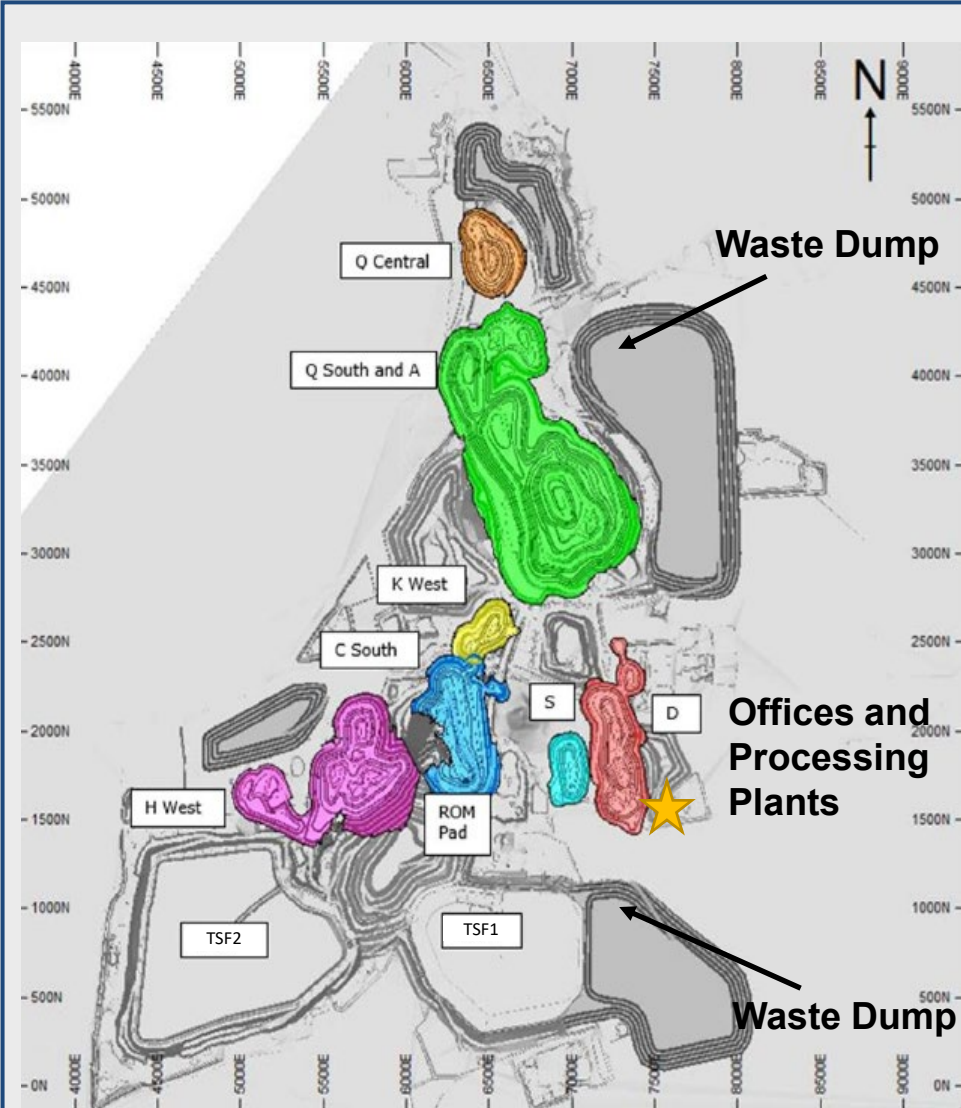 4000E 4500E 5000E 5500E 6000E 6500E 7000E 7500E 8000E 8500E 9000E
N
5500N 5500N
5000N 5000N
Waste Dump
Q Central
4500N 4500N
Q South and A
4000N 4000N
3500N 3500N
3000N 3000N
K West
2500N 2500N
C South
S
D
2000N 2000N
Offices and
Processing
Plants
H West
ROM
Pad
1500N 1500N
1000N 1000N
TSF2
TSF1
500N 500N
Waste Dump
0N 0N
4000E 4500E 5000E 5500E 6000E 6500E 7000E 7500E 8000E 8500E 9000E